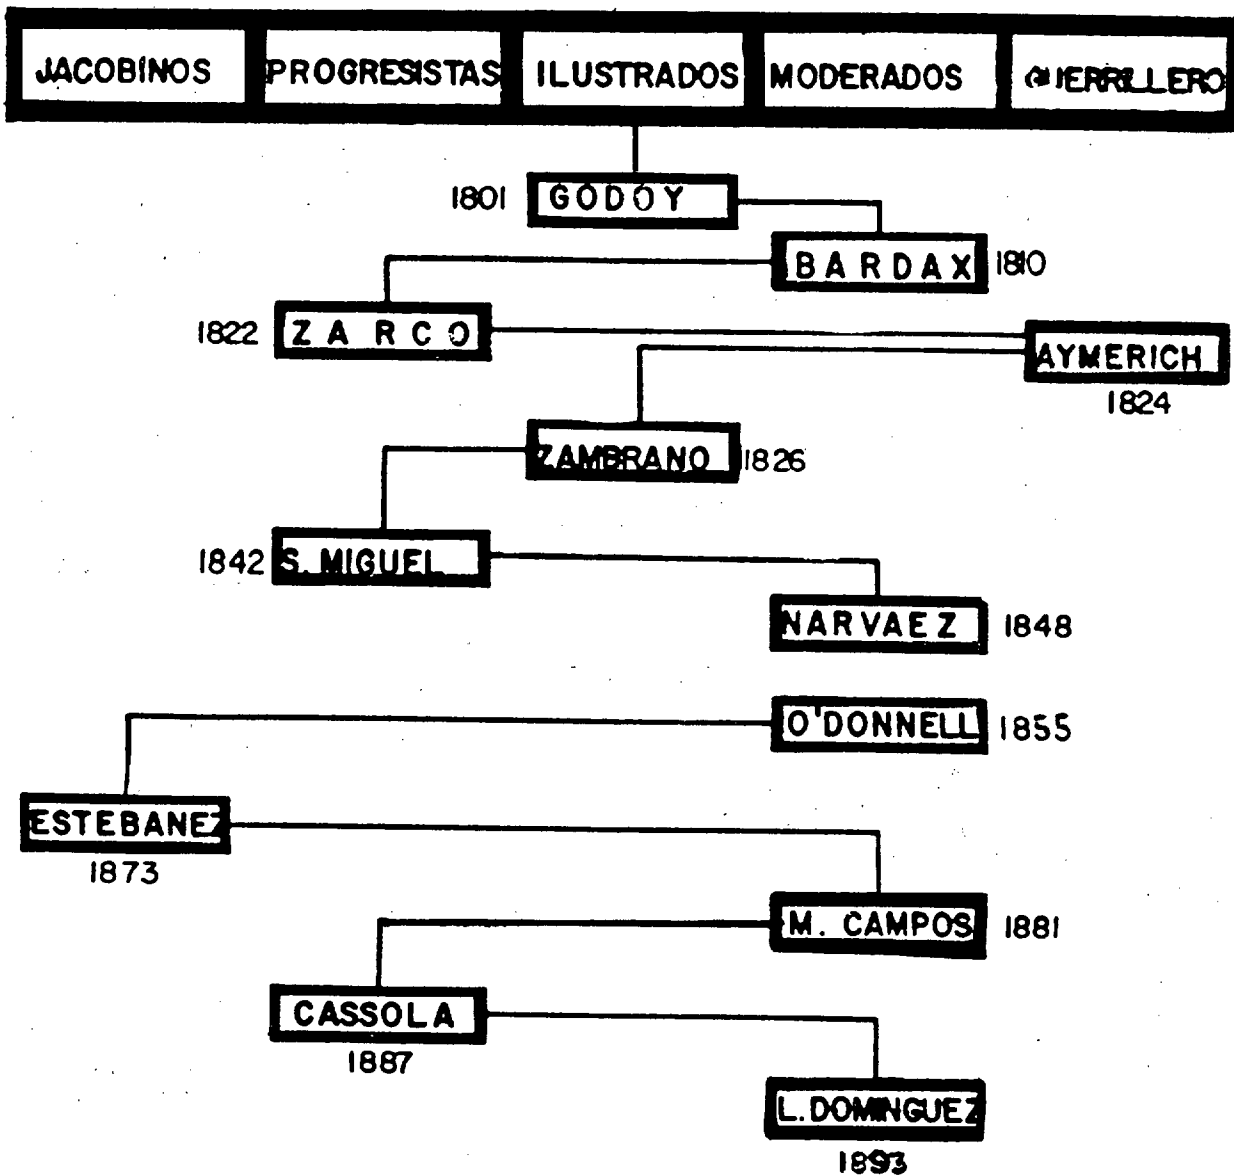 JACOBINOS PROGRESISTAS ILUSTRADOS MODERADOS GUERRILLERO
1801 GODOY
BARDAX 1810
1822 ZARCO
AYMERICH
1824
ZAMBRANO 1826
1842 S. MIGUEL
NARVAEZ 1848
O'DONNELL 1855
ESTEBANEZ
1873
M. CAMPOS 1881
CASSOLA
1887
L. DOMINGUEZ
1893